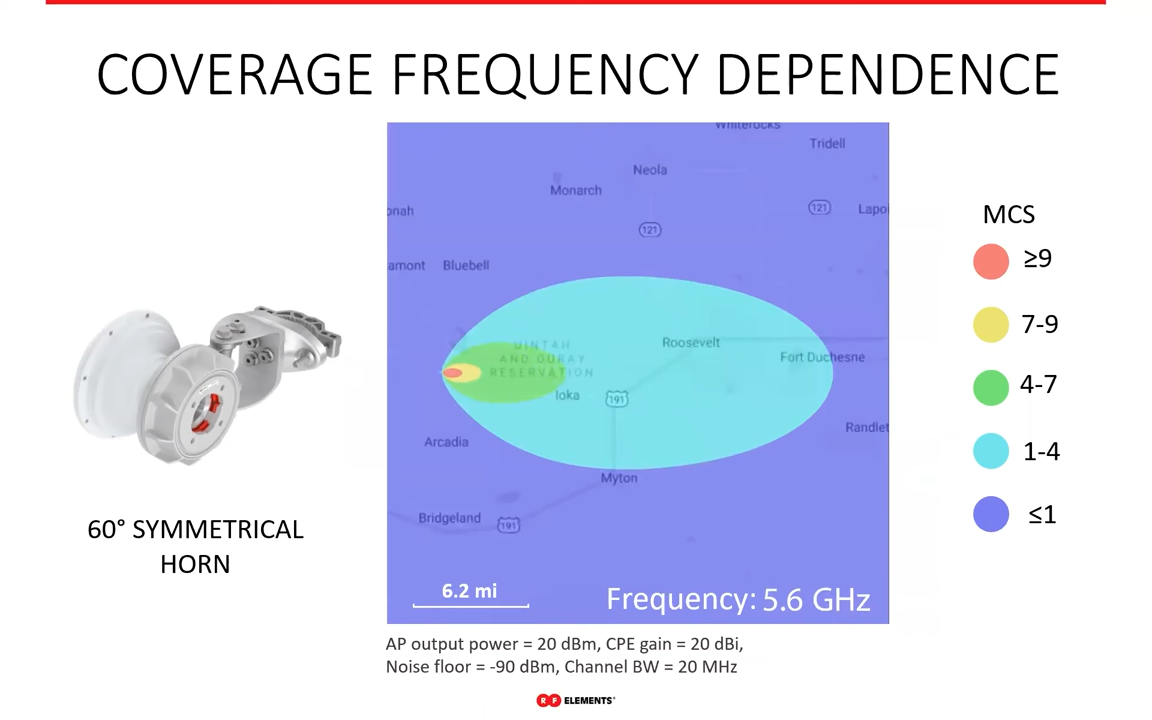 COVERAGE FREQUENCY DEPENDENCE
Whiterocks
Tridell
Neola
Monarch
onah
121
Lapo
121
amont
Bluebell
MCS
≥9
7-9
4-7
1-4
≤1
UINTAH
AND OURAY
RESERVATION
Roosevelt
Fort Duchesne
Ioka
191
Randlet
Arcadia
Myton
Bridgeland
191
60° SYMMETRICAL
HORN
6.2 mi
Frequency: 5.6 GHz
AP output power = 20 dBm, CPE gain = 20 dBi,
Noise floor = -90 dBm, Channel BW = 20 MHz
RF ELEMENTS